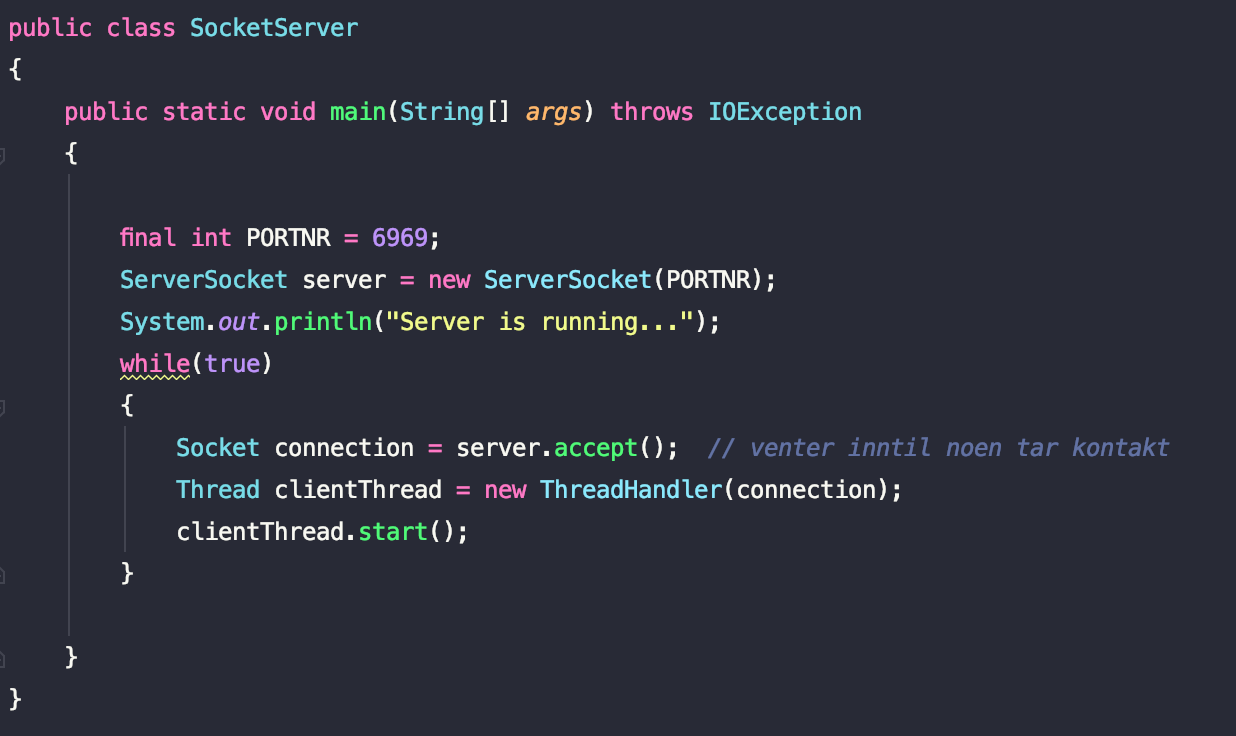 public class SocketServer
{
    public static void main(String[] args) throws IOException
    {
        final int PORTNR = 6969;
        ServerSocket server = new ServerSocket(PORTNR);
        System.out.println("Server is running...");
        while(true)
        {
            Socket connection = server.accept();  // venter inntil noen tar kontakt
            Thread clientThread = new ThreadHandler(connection);
            clientThread.start();
        }
    }
}